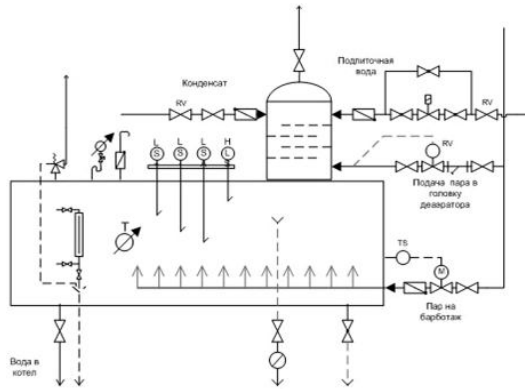 Подпиточная
вода
Конденсат
RV
RV
L
L
L
H
S
S
S
L
RV
Подача пара в
головку
деаэратора
T
TS
M
Пар на
барботаж
Вода в
котел